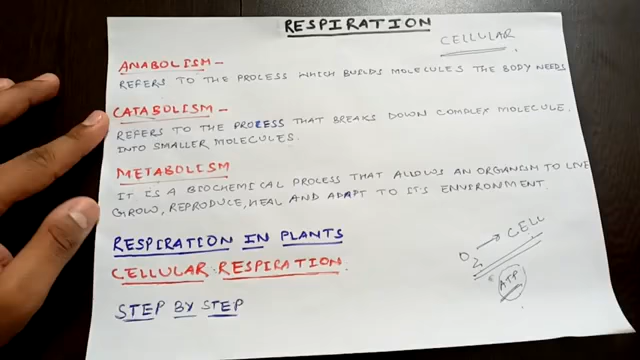 RESPIRATION
CELLULAR
ANABOLISM -
REFERS TO THE PROCESS WHICH BUILDS MOLECULES THE BODY NEEDS
CATABOLISM -
REFERS TO THE PROCESS THAT BREAKS DOWN COMPLEX MOLECULE
INTO SMALLER MOLECULES.
METABOLISM
IT IS A BIOCHEMICAL PROCESS THAT ALLOWS AN ORGANISM TO LIVE
GROW, REPRODUCE, HEAL AND ADAPT TO IT'S ENVIRONMENT.
RESPIRATION IN PLANTS
CELLULAR RESPIRATION.
O2 → CELL
ATP
STEP BY STEP